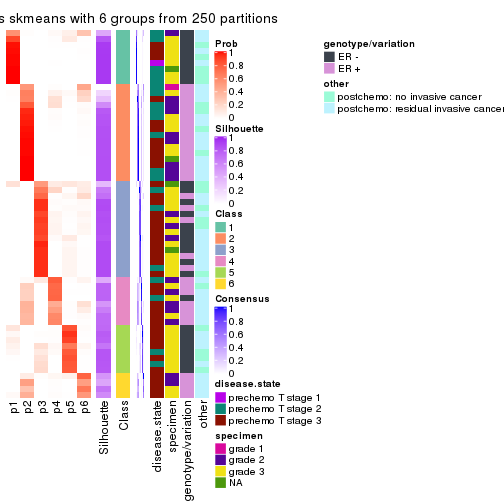 s skmeans with 6 groups from 250 partitions
Prob
1
0.8
0.6
0.4
0.2
0
Silhouette
1
0.8
0.6
0.4
0.2
0
Class
1
2
3
4
5
6
Consensus
1
0.8
0.6
0.4
0.2
0
disease.state
prechemo T stage 1
prechemo T stage 2
prechemo T stage 3
specimen
grade 1
grade 2
grade 3
NA
genotype/variation
ER -
ER +
other
postchemo: no invasive cancer
postchemo: residual invasive cancer
p1
p2
p3
p4
p5
p6
Silhouette
Class
disease.state
specimen
genotype/variation
other